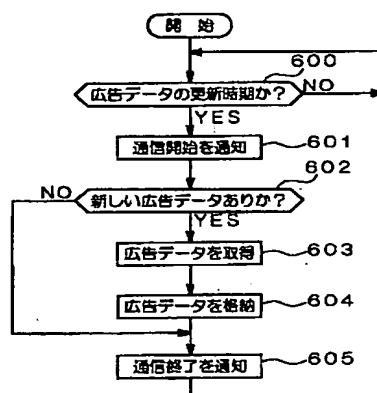 開 始
600
広告データの更新時期か?
NO
YES
通信開始を通知
601
602
NO
新しい広告データありか?
YES
広告データを取得
603
広告データを格納
604
通信終了を通知
605